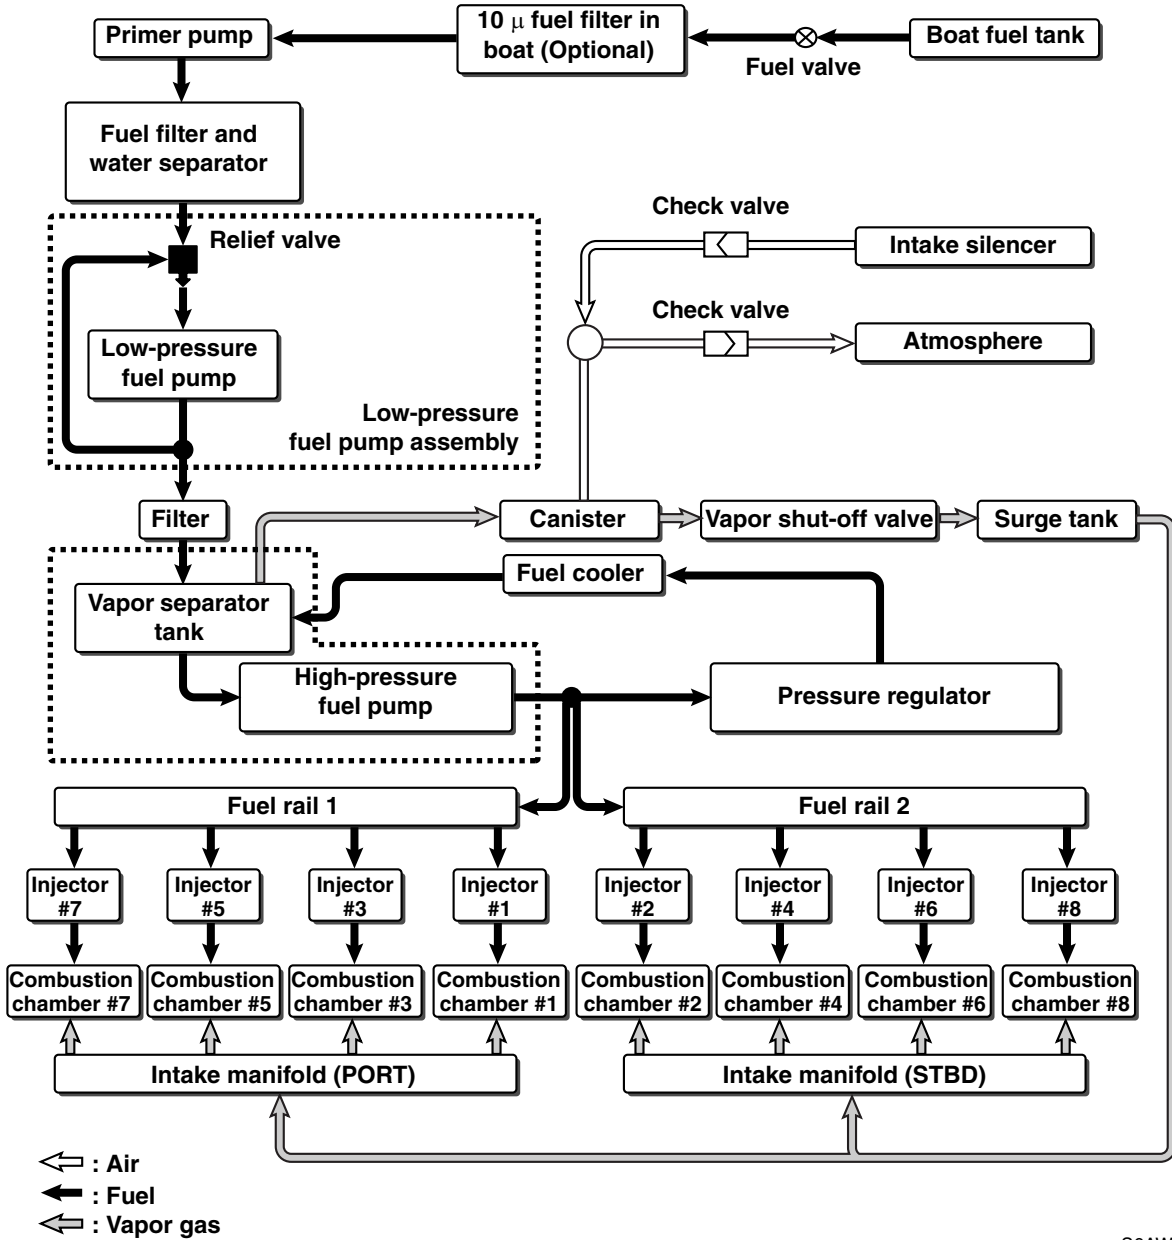 Primer pump
10 μ fuel filter in
boat (Optional)
Fuel valve
Boat fuel tank
Fuel filter and
water separator
Relief valve
Low-pressure
fuel pump
Low-pressure
fuel pump assembly
Check valve
Intake silencer
Check valve
Atmosphere
Filter
Canister
Vapor shut-off valve
Surge tank
Fuel cooler
Vapor separator
tank
High-pressure
fuel pump
Pressure regulator
Fuel rail 1
Fuel rail 2
Injector
#7
Injector
#5
Injector
#3
Injector
#1
Injector
#2
Injector
#4
Injector
#6
Injector
#8
Combustion
chamber #7
Combustion
chamber #5
Combustion
chamber #3
Combustion
chamber #1
Combustion
chamber #2
Combustion
chamber #4
Combustion
chamber #6
Combustion
chamber #8
Intake manifold (PORT)
Intake manifold (STBD)
: Air
: Fuel
: Vapor gas